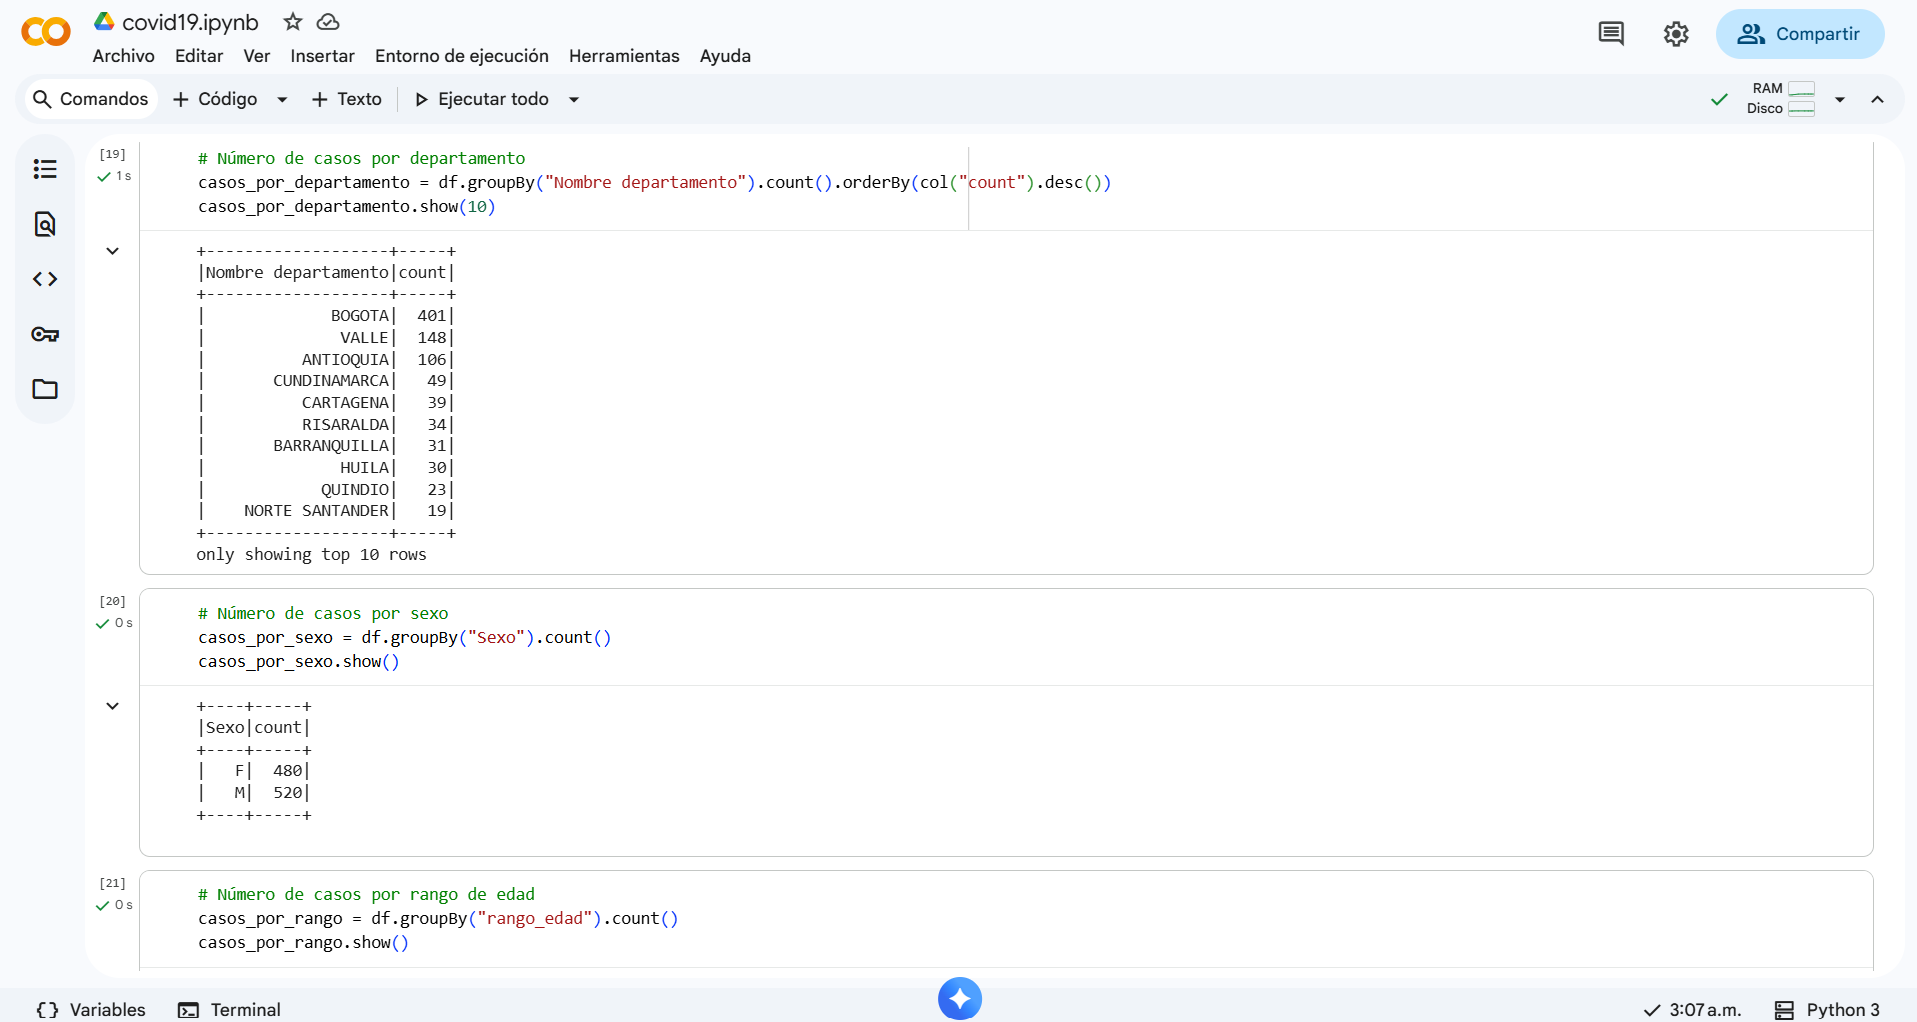 covid19.ipynb
Archivo Editar Ver Insertar Entorno de ejecución Herramientas Ayuda
Compartir
Comandos + Código + Texto Ejecutar todo
RAM
Disco
[19]
1 s
# Número de casos por departamento
casos_por_departamento = df.groupBy("Nombre departamento").count().orderBy(col("count").desc())
casos_por_departamento.show(10)
+-------------------+-----+
|Nombre departamento|count|
+-------------------+-----+
|             BOGOTA|  401|
|              VALLE|  148|
|          ANTIOQUIA|  106|
|       CUNDINAMARCA|   49|
|          CARTAGENA|   39|
|          RISARALDA|   34|
|       BARRANQUILLA|   31|
|              HUILA|   30|
|            QUINDIO|   23|
|    NORTE SANTANDER|   19|
+-------------------+-----+
only showing top 10 rows
[20]
0 s
# Número de casos por sexo
casos_por_sexo = df.groupBy("Sexo").count()
casos_por_sexo.show()
+----+-----+
|Sexo|count|
+----+-----+
|   F|  480|
|   M|  520|
+----+-----+
[21]
0 s
# Número de casos por rango de edad
casos_por_rango = df.groupBy("rango_edad").count()
casos_por_rango.show()
Variables Terminal
3:07 a.m. Python 3